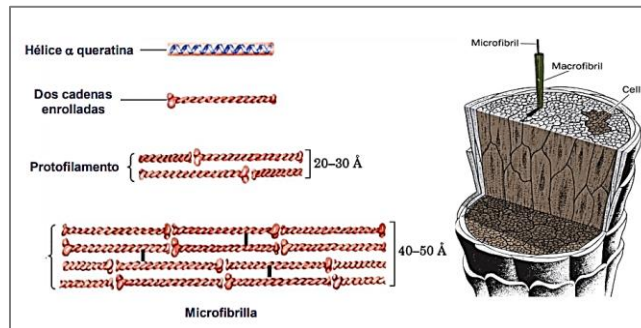 Hélice α queratina
Dos cadenas
enrolladas
Protofilamento
20–30 Å
40–50 Å
Microfibrilla
Microfibril
Macrofibril
Cell